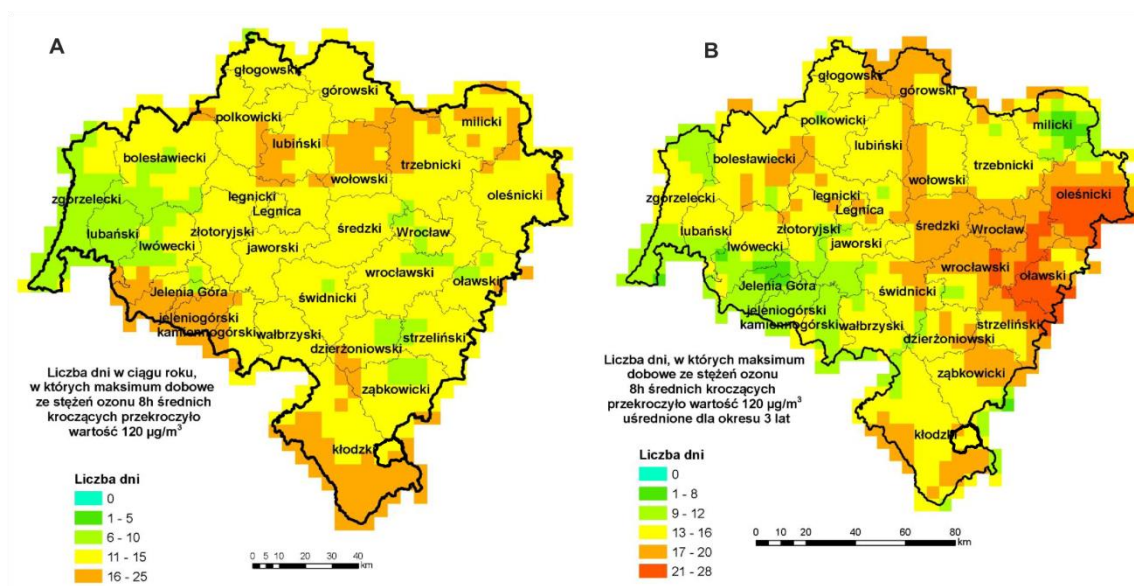 A
głogowski
górowski
polkowicki
milicki
lubiński
bolesławiecki
trzebnicki
wołowski
zgorzelecki
legnicki
oleśnicki
Legnica
lubański
złotoryjski
średzki
Wrocław
lwówecki
jaworski
wrocławski
oławski
Jelenia Góra
świdnicki
jeleniogórski
strzeliński
kamiennogórski
wałbrzyski
dzierżoniowski
ząbkowicki
kłodzki
Liczba dni w ciągu roku,
w których maksimum dobowe
ze stężeń ozonu 8h średnich
kroczących przekroczyło
wartość 120 µg/m³
Liczba dni
0
1 - 5
6 - 10
11 - 15
16 - 25
0 5 10 20 30 40
km
B
głogowski
górowski
polkowicki
milicki
lubiński
bolesławiecki
trzebnicki
wołowski
zgorzelecki
legnicki
oleśnicki
Legnica
lubański
złotoryjski
średzki
Wrocław
lwówecki
jaworski
wrocławski
oławski
Jelenia Góra
świdnicki
jeleniogórski
strzeliński
kamiennogórski
wałbrzyski
dzierżoniowski
ząbkowicki
kłodzki
Liczba dni, w których maksimum
dobowe ze stężeń ozonu
8h średnich kroczących
przekroczyło wartość 120 µg/m³
uśrednione dla okresu 3 lat
Liczba dni
0
1 - 8
9 - 12
13 - 16
17 - 20
21 - 28
0 10 20 40 60 80
km